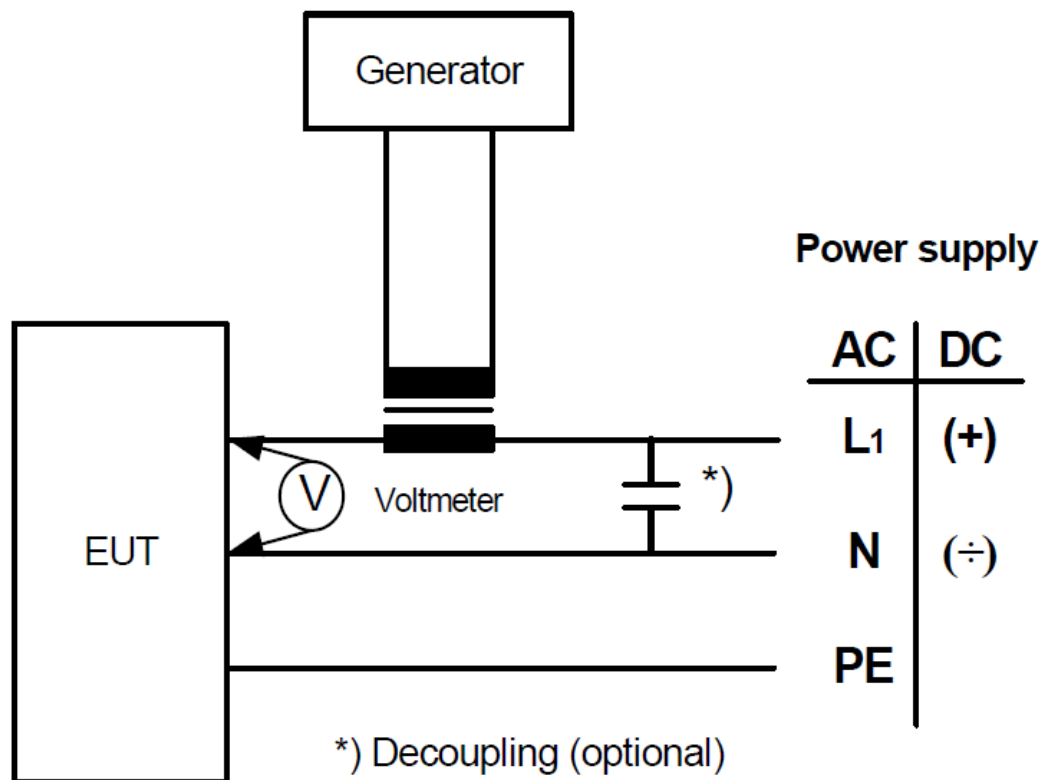 Generator
Power supply
AC DC
L1 (+)
V Voltmeter *)
EUT
N (÷)
PE
*) Decoupling (optional)